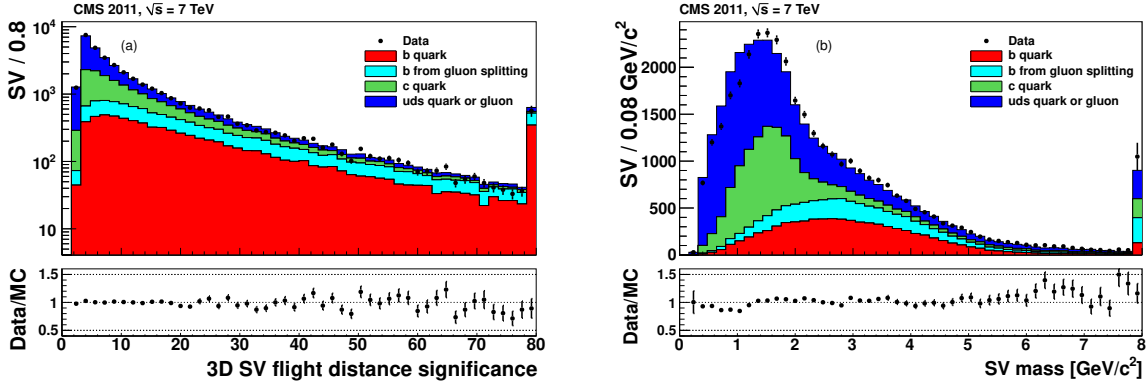 CMS 2011, √s = 7 TeV
SV / 0.8
10⁴
10³
10²
10
(a)
Data
b quark
b from gluon splitting
c quark
uds quark or gluon
Data/MC
1.5
1
0.5
0 10 20 30 40 50 60 70 80
3D SV flight distance significance
CMS 2011, √s = 7 TeV
SV / 0.08 GeV/c²
2000
1500
1000
500
0
(b)
Data
b quark
b from gluon splitting
c quark
uds quark or gluon
Data/MC
1.5
1
0.5
0 1 2 3 4 5 6 7 8
SV mass [GeV/c²]